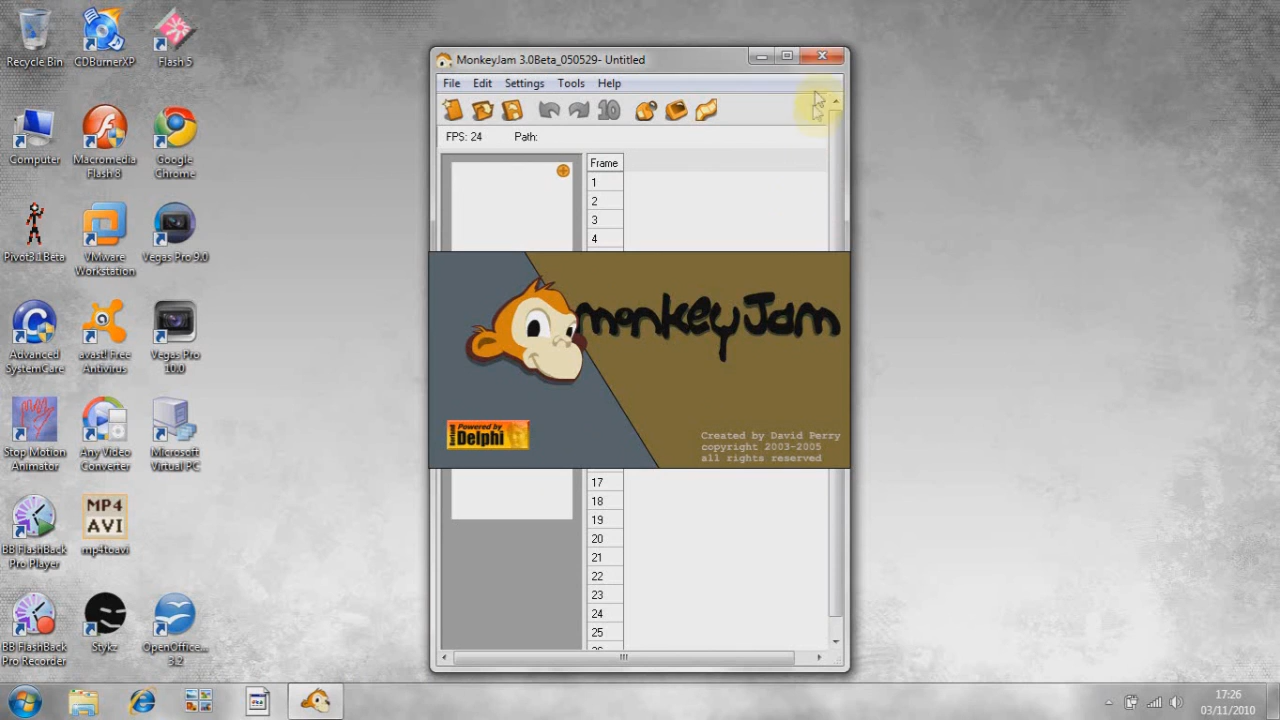 Recycle Bin
CDBurnerXP
Flash 5
Computer
Macromedia
Flash 8
Google
Chrome
Pivot3.1Beta
VMware
Workstation
Vegas Pro 9.0
Advanced
SystemCare
avast! Free
Antivirus
Vegas Pro
10.0
Stop Motion
Animator
Any Video
Converter
Microsoft
Virtual PC
BB FlashBack
Pro Player
MP4
AVI
mp4toavi
BB FlashBack
Pro Recorder
Stykz
OpenOffice...
3.2
MonkeyJam 3.0Beta_050529- Untitled
File Edit Settings Tools Help
10
FPS: 24 Path:
Frame
1
2
3
4
monkeyJam
Powered by
Delphi
Created by David Perry
copyright 2003-2005
all rights reserved
17
18
19
20
21
22
23
24
25
17:26
03/11/2010